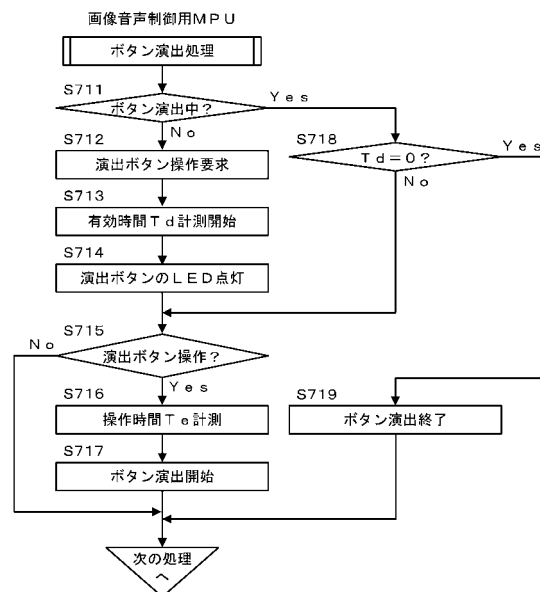 画像音声制御用MPU
ボタン演出処理
S711
ボタン演出中？
Yes
No
S712
演出ボタン操作要求
S718
Td＝0？
Yes
No
S713
有効時間Td計測開始
S714
演出ボタンのLED点灯
S715
演出ボタン操作？
No
Yes
S716
操作時間Te計測
S719
ボタン演出終了
S717
ボタン演出開始
次の処理
へ